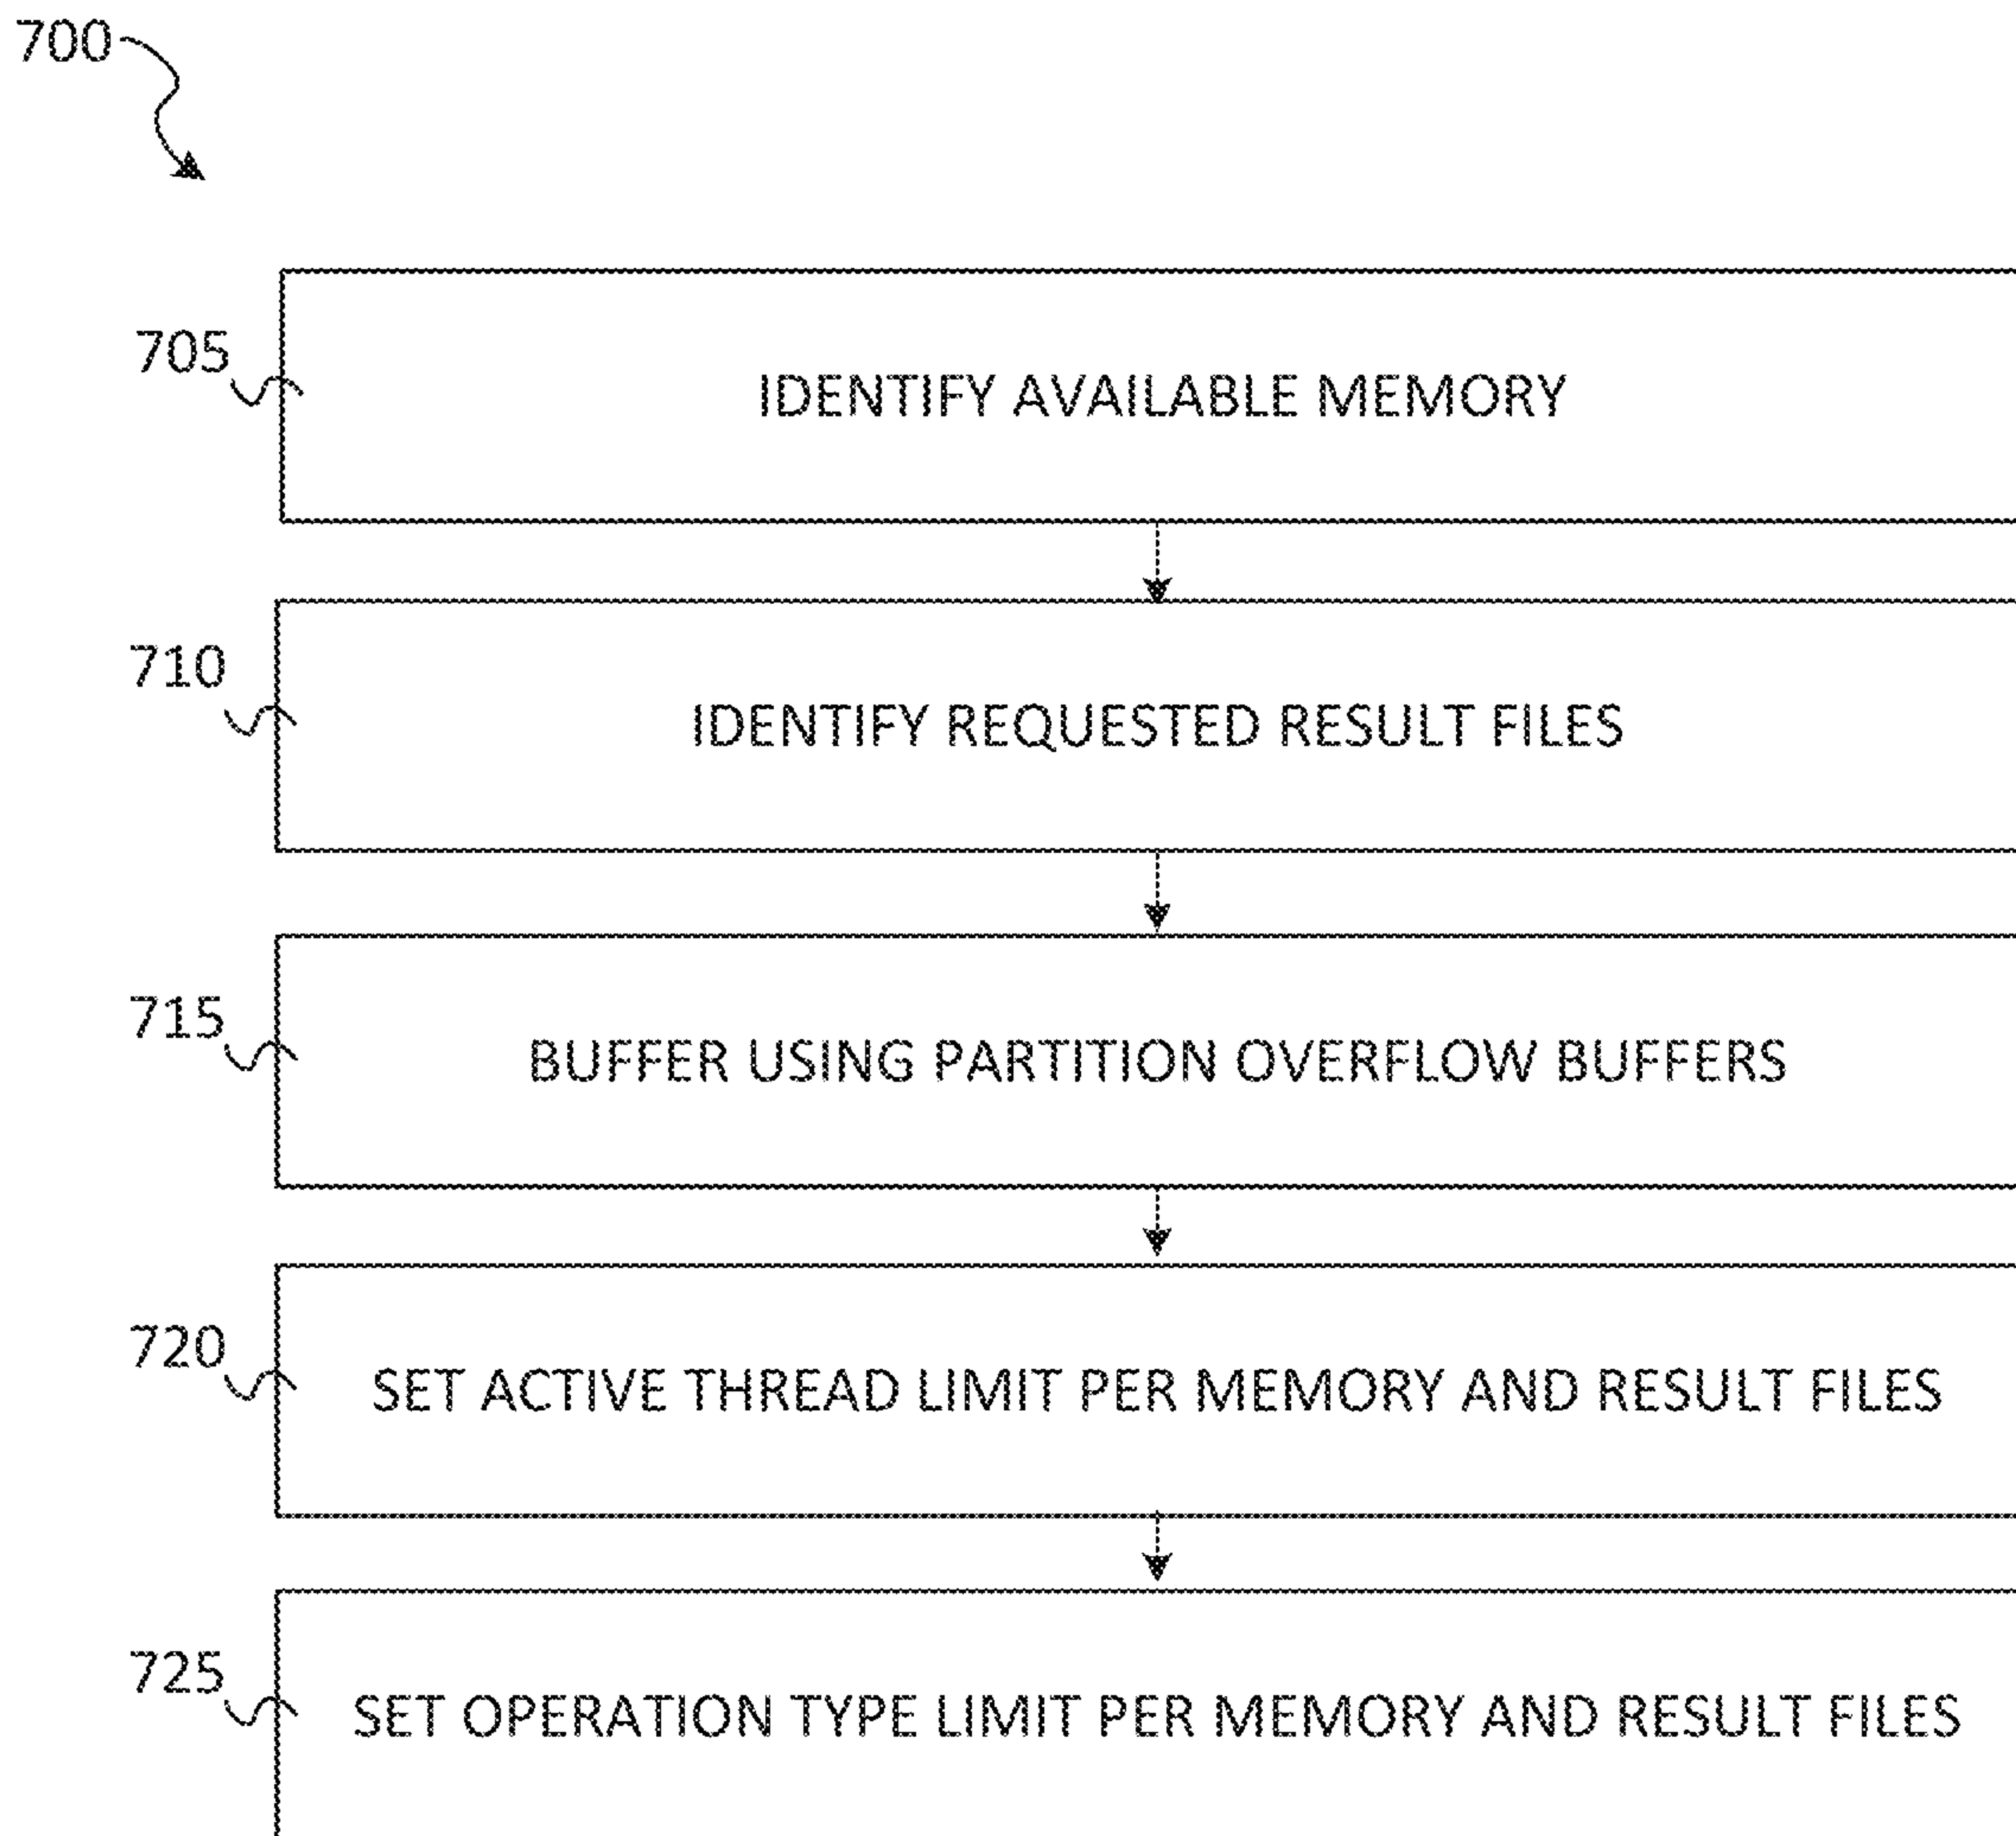 700
705
IDENTIFY AVAILABLE MEMORY
710
IDENTIFY REQUESTED RESULT FILES
715
BUFFER USING PARTITION OVERFLOW BUFFERS
720
SET ACTIVE THREAD LIMIT PER MEMORY AND RESULT FILES
725
SET OPERATION TYPE LIMIT PER MEMORY AND RESULT FILES